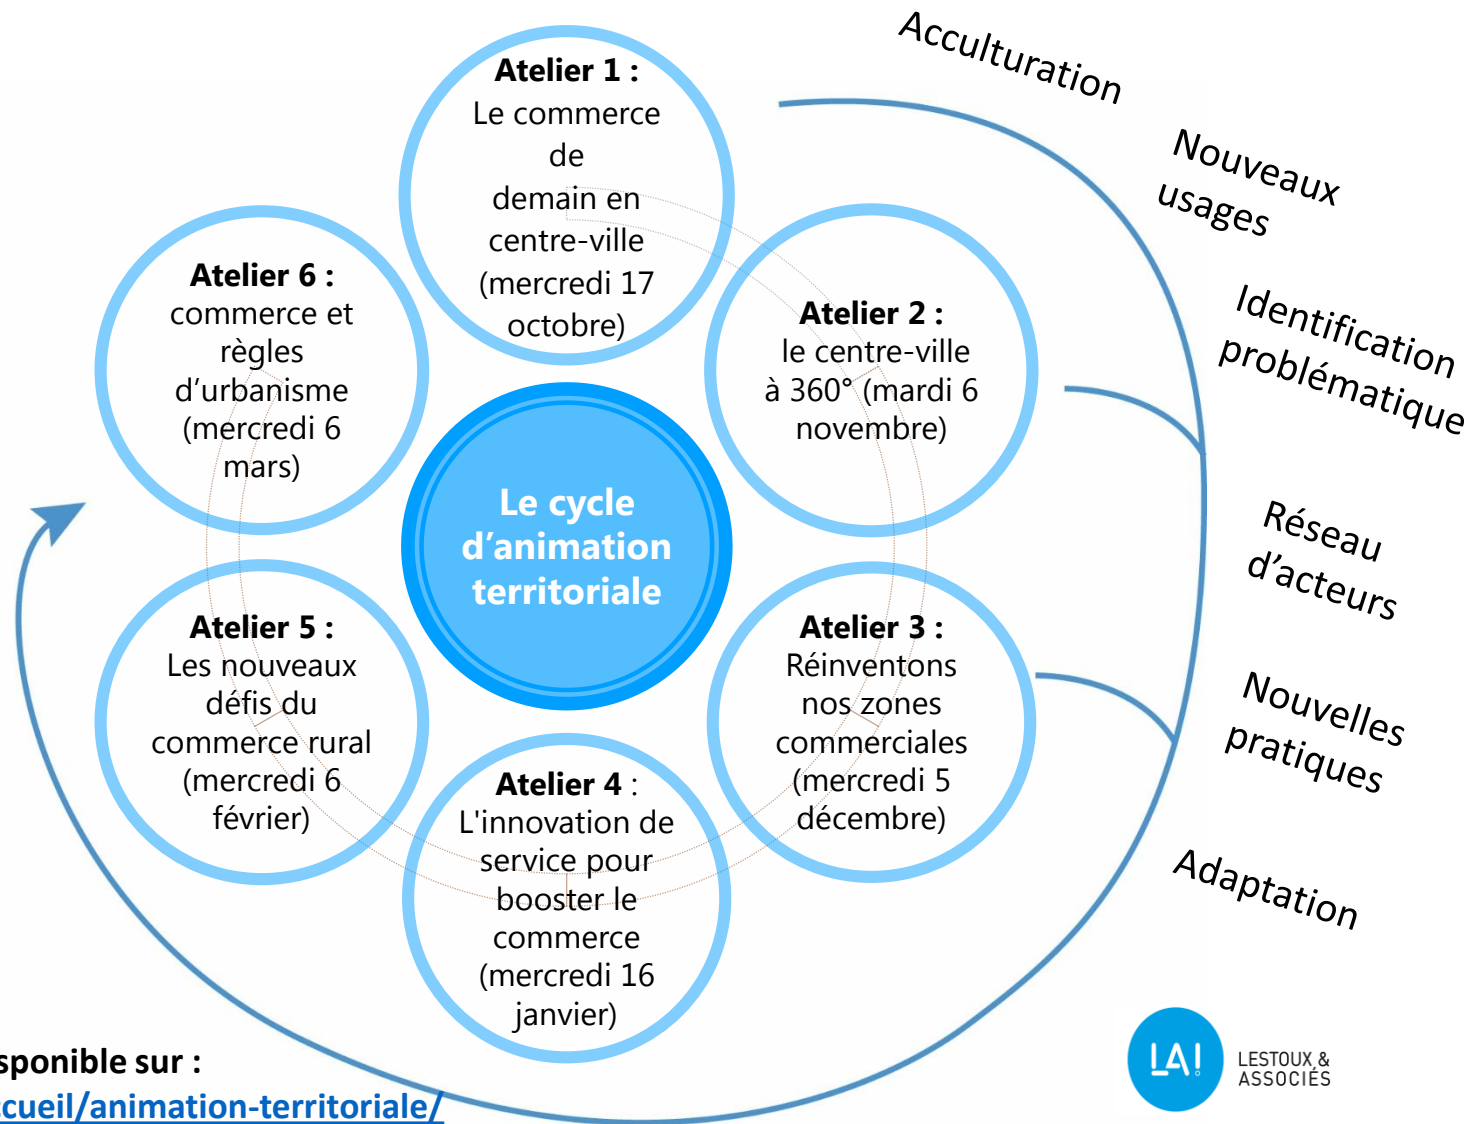 Atelier 1 :
Le commerce
de
demain en
centre-ville
(mercredi 17
octobre)
Atelier 2 :
le centre-ville
à 360° (mardi 6
novembre)
Atelier 3 :
Réinventons
nos zones
commerciales
(mercredi 5
décembre)
Atelier 4 :
L'innovation de
service pour
booster le
commerce
(mercredi 16
janvier)
Atelier 5 :
Les nouveaux
défis du
commerce rural
(mercredi 6
février)
Atelier 6 :
commerce et
règles
d’urbanisme
(mercredi 6
mars)
Le cycle
d’animation
territoriale
Acculturation
Nouveaux
usages
Identification
problématique
Réseau
d’acteurs
Nouvelles
pratiques
Adaptation
sponible sur :
ccueil/animation-territoriale/
LA!
LESTOUX &
ASSOCIÉS